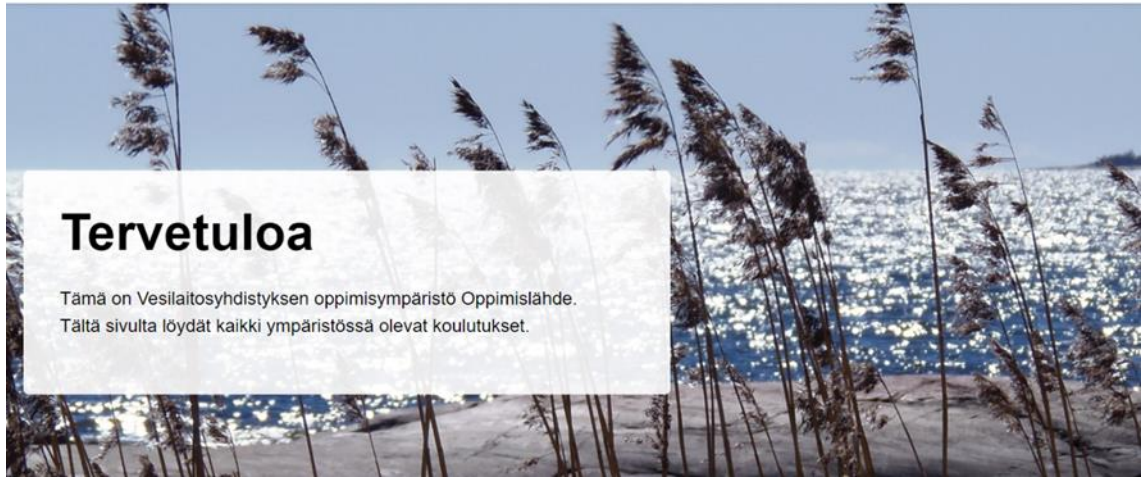 Tervetuloa
Tämä on Vesilaitosyhdistyksen oppimisympäristö Oppimislähde.
Tältä sivulta löydät kaikki ympäristössä olevat koulutukset.